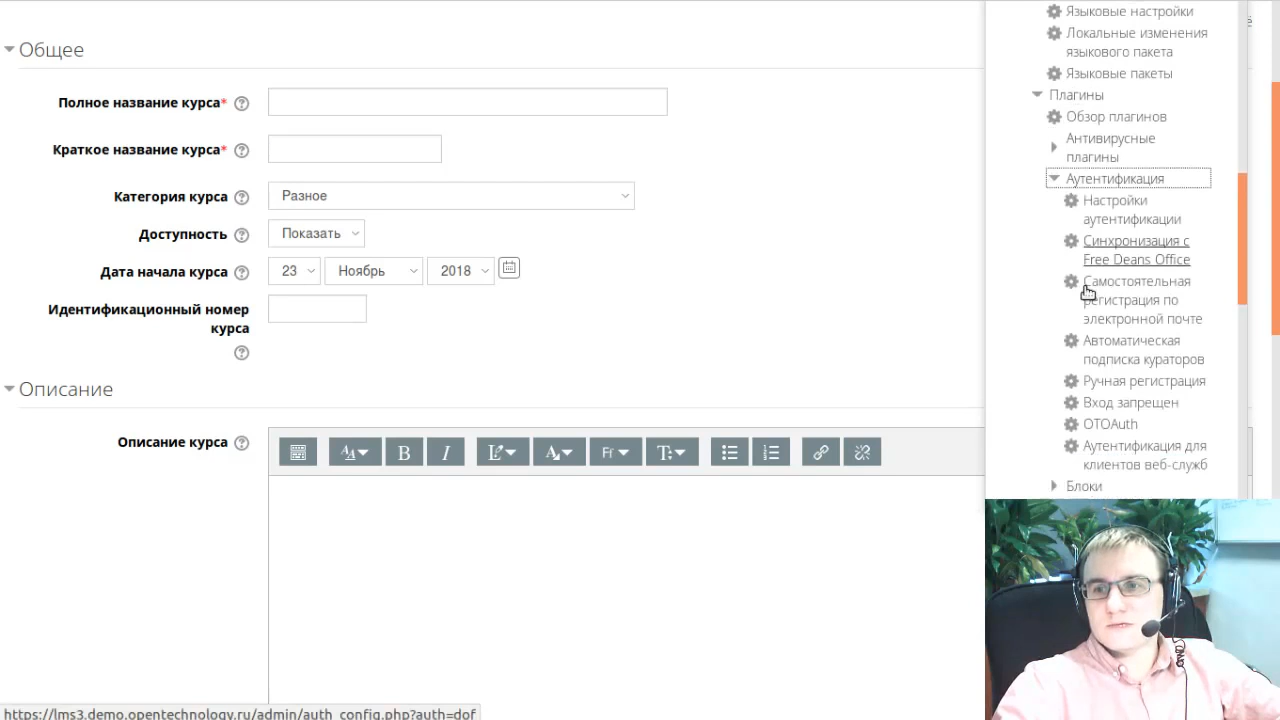 Общее
Полное название курса*
Краткое название курса*
Категория курса
Разное
Доступность
Показать
Дата начала курса
23
Ноябрь
2018
Идентификационный номер
курса
Описание
Описание курса
B
I
Ff
Языковые настройки
Локальные изменения
языкового пакета
Языковые пакеты
Плагины
Обзор плагинов
Антивирусные
плагины
Аутентификация
Настройки
аутентификации
Синхронизация с
Free Deans Office
Самостоятельная
регистрация по
электронной почте
Автоматическая
подписка кураторов
Ручная регистрация
Вход запрещен
OTOAuth
Аутентификация для
клиентов веб-служб
Блоки
https://lms3.demo.opentechnology.ru/admin/auth_config.php?auth=dof